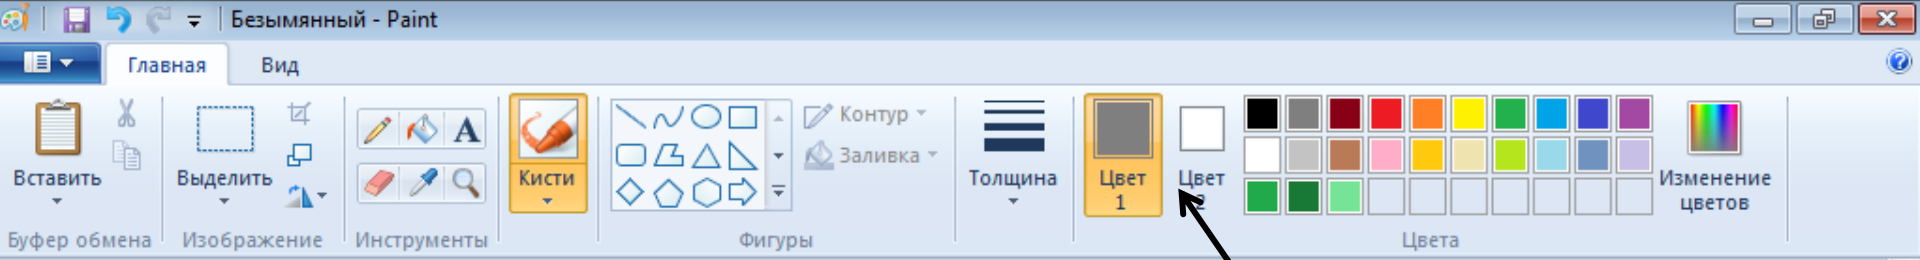 Безымянный - Paint
Главная Вид
Контур
Заливка
Вставить Выделить Кисти Толщина Цвет 1 Цвет 2 Изменение цветов
Буфер обмена Изображение Инструменты Фигуры Цвета